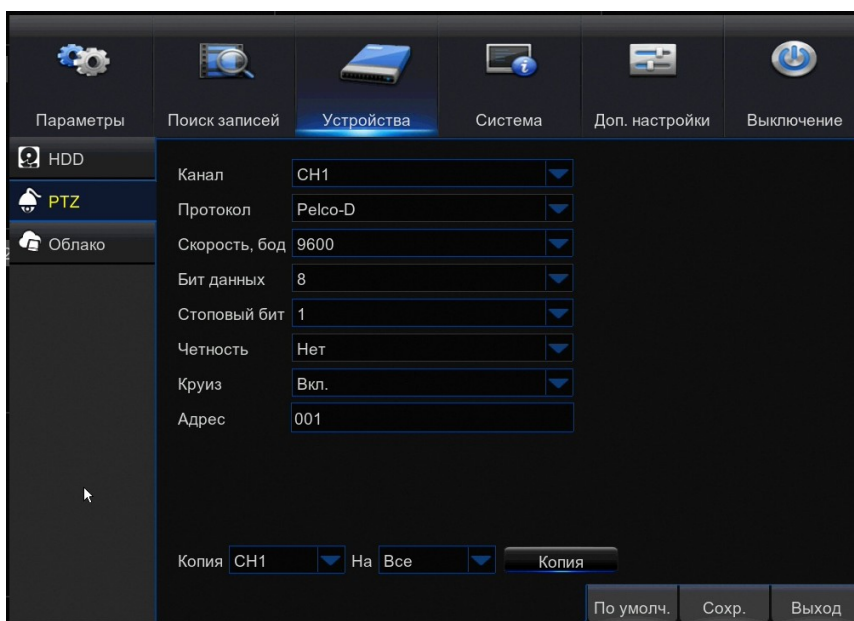 Параметры
Поиск записей
Устройства
Система
Доп. настройки
Выключение
HDD
PTZ
Облако
Канал CH1
Протокол Pelco-D
Скорость, бод 9600
Бит данных 8
Стоповый бит 1
Четность Нет
Круиз Вкл.
Адрес 001
Копия CH1 На Все Копия
По умолч. Сохр. Выход